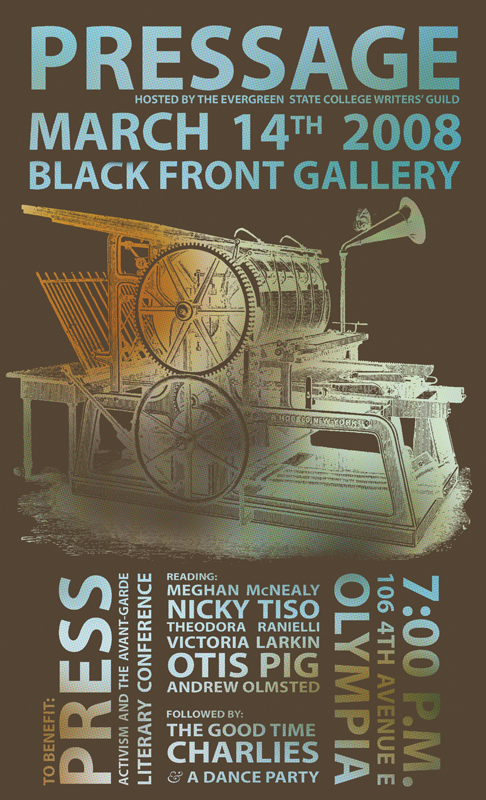 PRESSAGE
HOSTED BY THE EVERGREEN STATE COLLEGE WRITERS' GUILD
MARCH 14TH 2008
BLACK FRONT GALLERY
TO BENEFIT:
PRESS
ACTIVISM AND THE AVANT-GARDE
LITERARY CONFERENCE
READING:
MEGHAN McNEALY
NICKY TISO
THEODORA RANIELLI
VICTORIA LARKIN
OTIS PIG
ANDREW OLMSTED
FOLLOWED BY:
THE GOOD TIME
CHARLIES
& A DANCE PARTY
7:00 P.M.
106 4TH AVENUE E
OLYMPIA